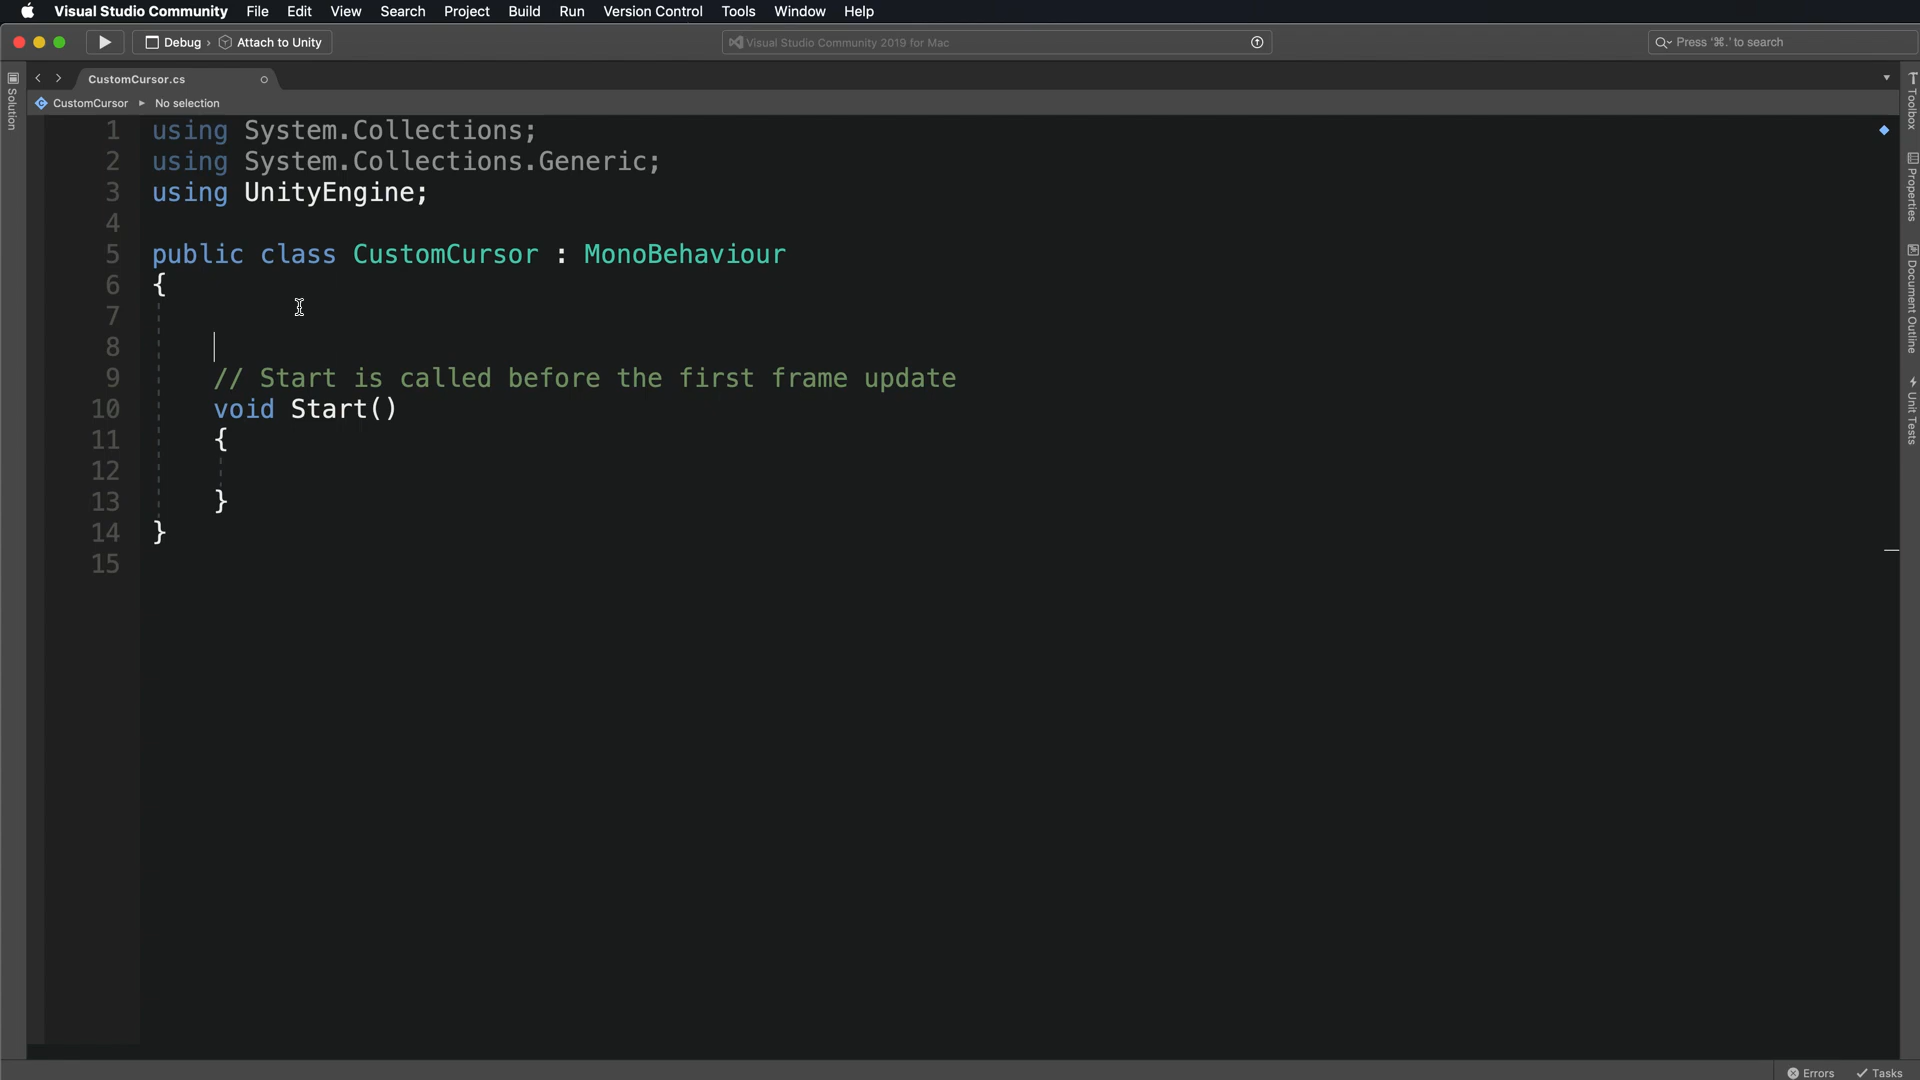 Visual Studio Community File Edit View Search Project Build Run Version Control Tools Window Help
Debug › Attach to Unity
Visual Studio Community 2019 for Mac
Press '⌘.' to search
CustomCursor.cs
CustomCursor ▸ No selection
Solution
Toolbox
Properties
Document Outline
Unit Tests
1 using System.Collections;
2 using System.Collections.Generic;
3 using UnityEngine;
4
5 public class CustomCursor : MonoBehaviour
6 {
7
8
9 // Start is called before the first frame update
10 void Start()
11 {
12
13 }
14 }
15
Errors Tasks